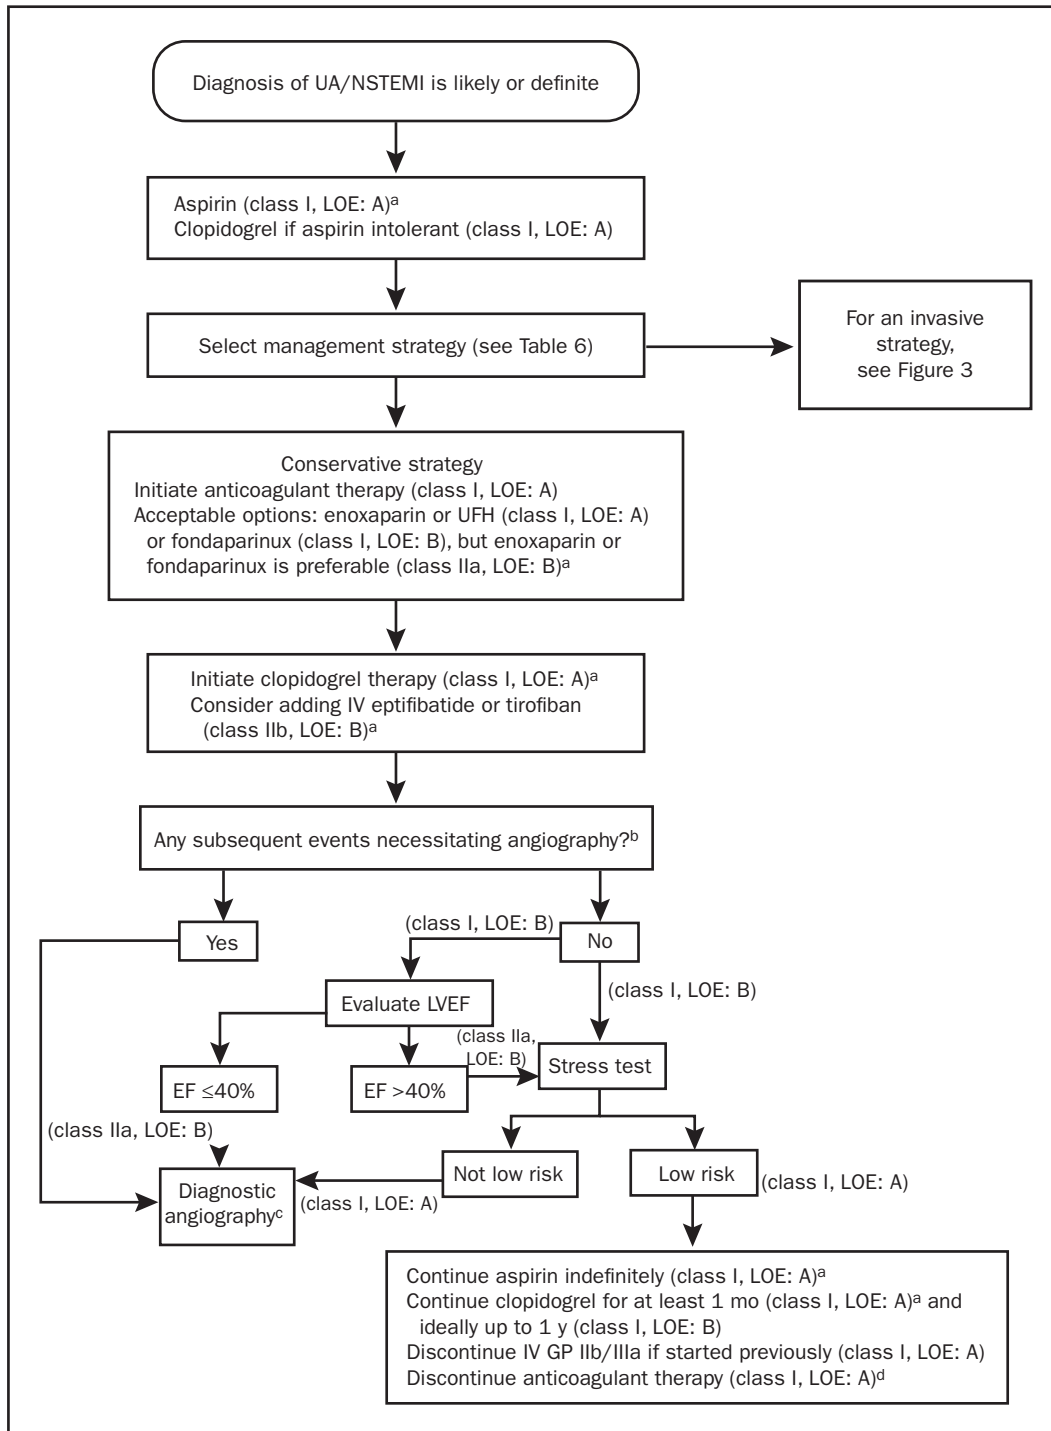 Diagnosis of UA/NSTEMI is likely or definite
Aspirin (class I, LOE: A)ᵃ
Clopidogrel if aspirin intolerant (class I, LOE: A)
Select management strategy (see Table 6)
For an invasive
strategy,
see Figure 3
Conservative strategy
Initiate anticoagulant therapy (class I, LOE: A)
Acceptable options: enoxaparin or UFH (class I, LOE: A)
or fondaparinux (class I, LOE: B), but enoxaparin or
fondaparinux is preferable (class IIa, LOE: B)ᵃ
Initiate clopidogrel therapy (class I, LOE: A)ᵃ
Consider adding IV eptifibatide or tirofiban
(class IIb, LOE: B)ᵃ
Any subsequent events necessitating angiography?ᵇ
Yes
(class I, LOE: B)
No
Evaluate LVEF
(class I, LOE: B)
(class IIa,
LOE: B)
Stress test
EF ≤40%
EF >40%
(class IIa, LOE: B)
Diagnostic
angiographyᶜ
(class I, LOE: A)
Not low risk
Low risk
(class I, LOE: A)
Continue aspirin indefinitely (class I, LOE: A)ᵃ
Continue clopidogrel for at least 1 mo (class I, LOE: A)ᵃ and
ideally up to 1 y (class I, LOE: B)
Discontinue IV GP IIb/IIIa if started previously (class I, LOE: A)
Discontinue anticoagulant therapy (class I, LOE: A)ᵈ